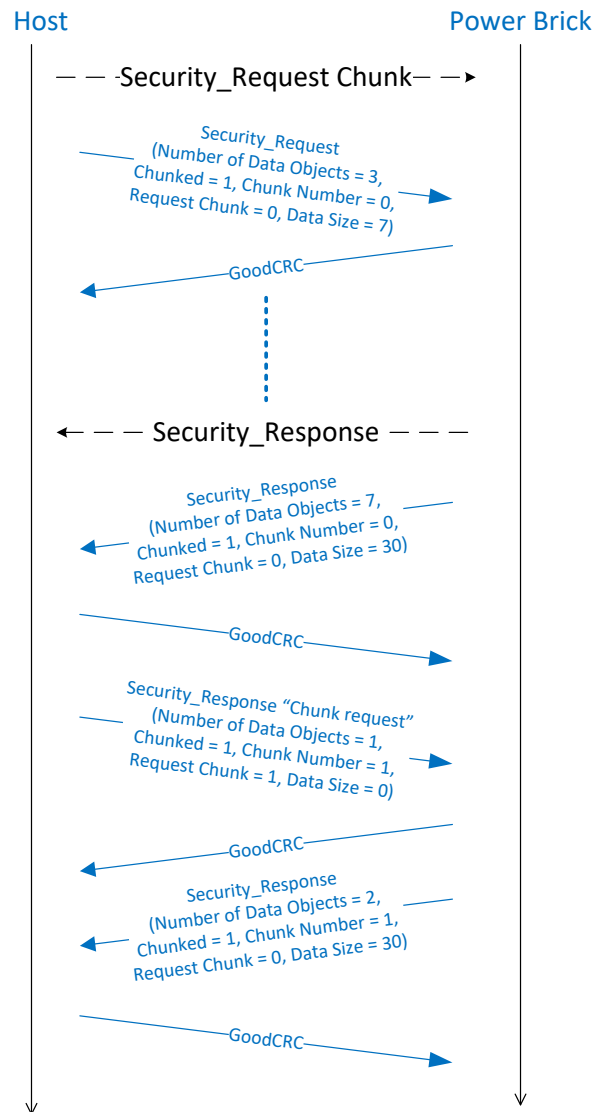 Host
Power Brick
Security_Request Chunk
Security_Request
(Number of Data Objects = 3,
Chunked = 1, Chunk Number = 0,
Request Chunk = 0, Data Size = 7)
GoodCRC
Security_Response
Security_Response
(Number of Data Objects = 7,
Chunked = 1, Chunk Number = 0,
Request Chunk = 0, Data Size = 30)
GoodCRC
Security_Response “Chunk request”
(Number of Data Objects = 1,
Chunked = 1, Chunk Number = 1,
Request Chunk = 1, Data Size = 0)
GoodCRC
Security_Response
(Number of Data Objects = 2,
Chunked = 1, Chunk Number = 1,
Request Chunk = 0, Data Size = 30)
GoodCRC